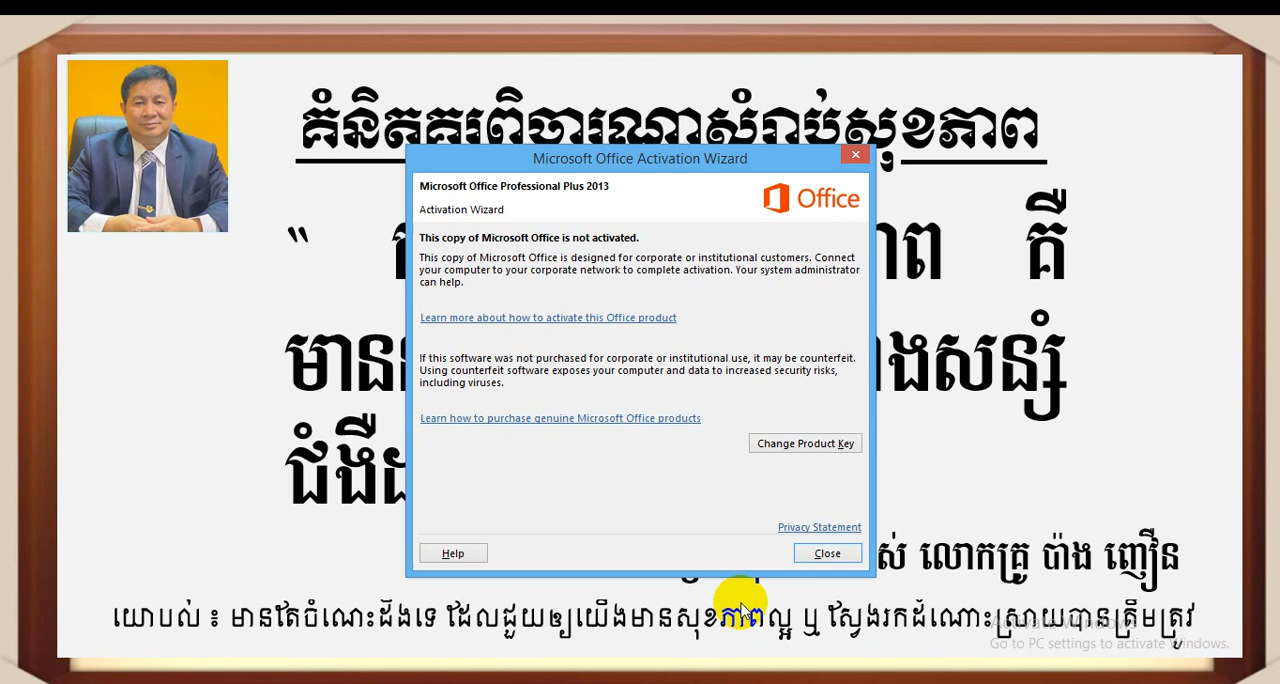 គំនិតគរពិចារណាសំរាប់សុខភាព
Microsoft Office Activation Wizard
Microsoft Office Professional Plus 2013
Office
Activation Wizard
This copy of Microsoft Office is not activated.
This copy of Microsoft Office is designed for corporate or institutional customers. Connect
your computer to your corporate network to complete activation. Your system administrator
can help.
Learn more about how to activate this Office product
If this software was not purchased for corporate or institutional use, it may be counterfeit.
Using counterfeit software exposes your computer and data to increased security risks,
including viruses.
Learn how to purchase genuine Microsoft Office products
Change Product Key
Privacy Statement
Help
Close
“ ភាព គឺ
មាន សន្សំ
ជំងឺ
លោកគ្រូ ប៉ាង ញឿន
យោបល់ ៖ មានតែចំណេះដឹងទេ ដែលជួយឲ្យយើងមានសុខភាពល្អ ឬ ស្វែងរកដំណោះស្រាយបានត្រឹមត្រូវ
Activate Windows
Go to PC settings to activate Windows.